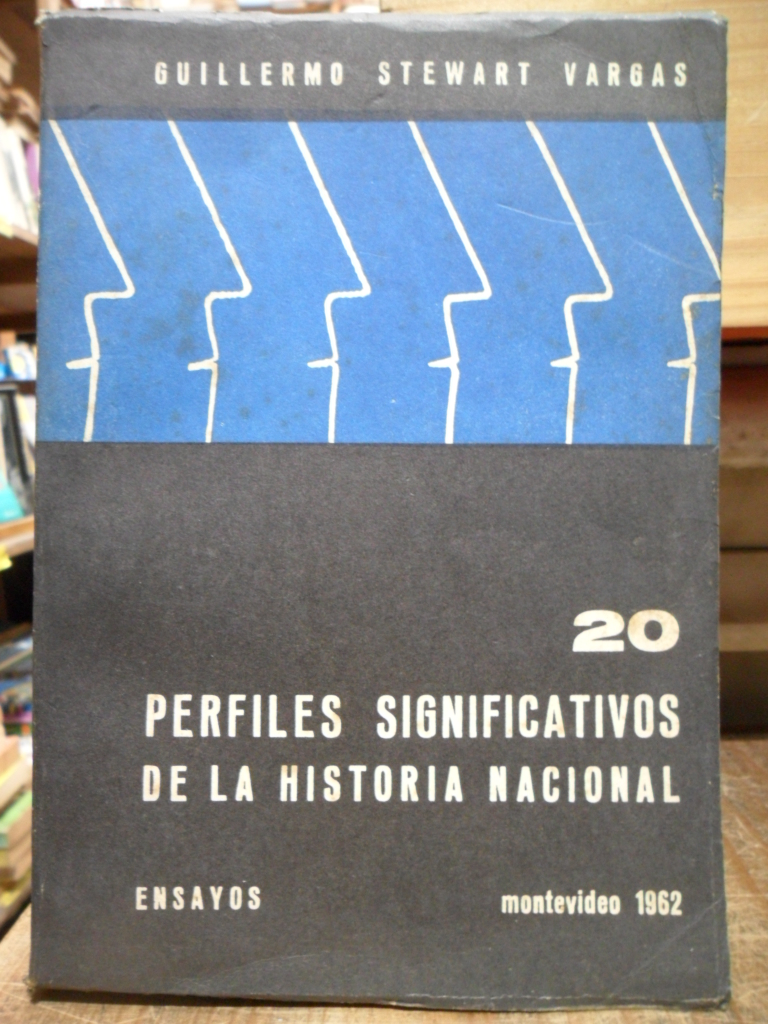 GUILLERMO STEWART VARGAS
20
PERFILES SIGNIFICATIVOS
DE LA HISTORIA NACIONAL
ENSAYOS
montevideo 1962